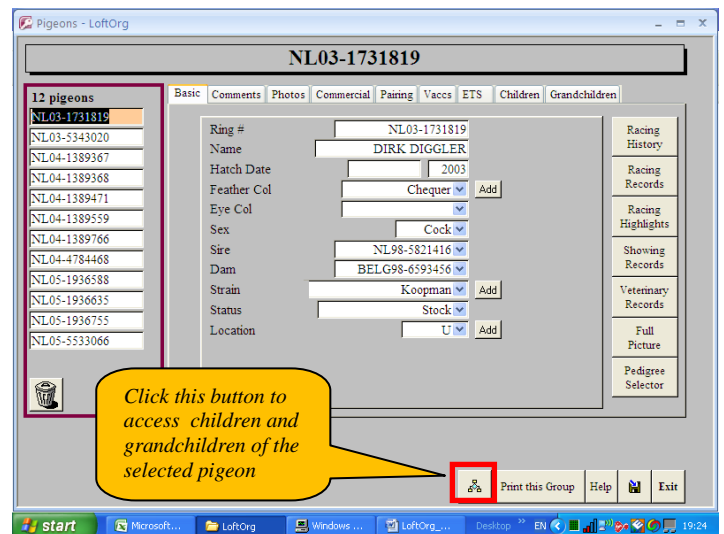 Pigeons - LoftOrg
NL03-1731819
12 pigeons
NL03-1731819
NL03-5343020
NL04-1389367
NL04-1389368
NL04-1389471
NL04-1389559
NL04-1389766
NL04-4784468
NL05-1936588
NL05-1936635
NL05-1936755
NL05-5533066
Basic Comments Photos Commercial Pairing Vaccs ETS Children Grandchildren
Ring # NL03-1731819
Name DIRK DIGGLER
Hatch Date 2003
Feather Col Chequer Add
Eye Col
Sex Cock
Sire NL98-5821416
Dam BELG98-6593456
Strain Koopman Add
Status Stock
Location U Add
Racing
History
Racing
Records
Racing
Highlights
Showing
Records
Veterinary
Records
Full
Picture
Pedigree
Selector
Click this button to
access children and
grandchildren of the
selected pigeon
Print this Group Help Exit
start Microsoft... LoftOrg Windows ... LoftOrg_... Desktop » EN 19:24